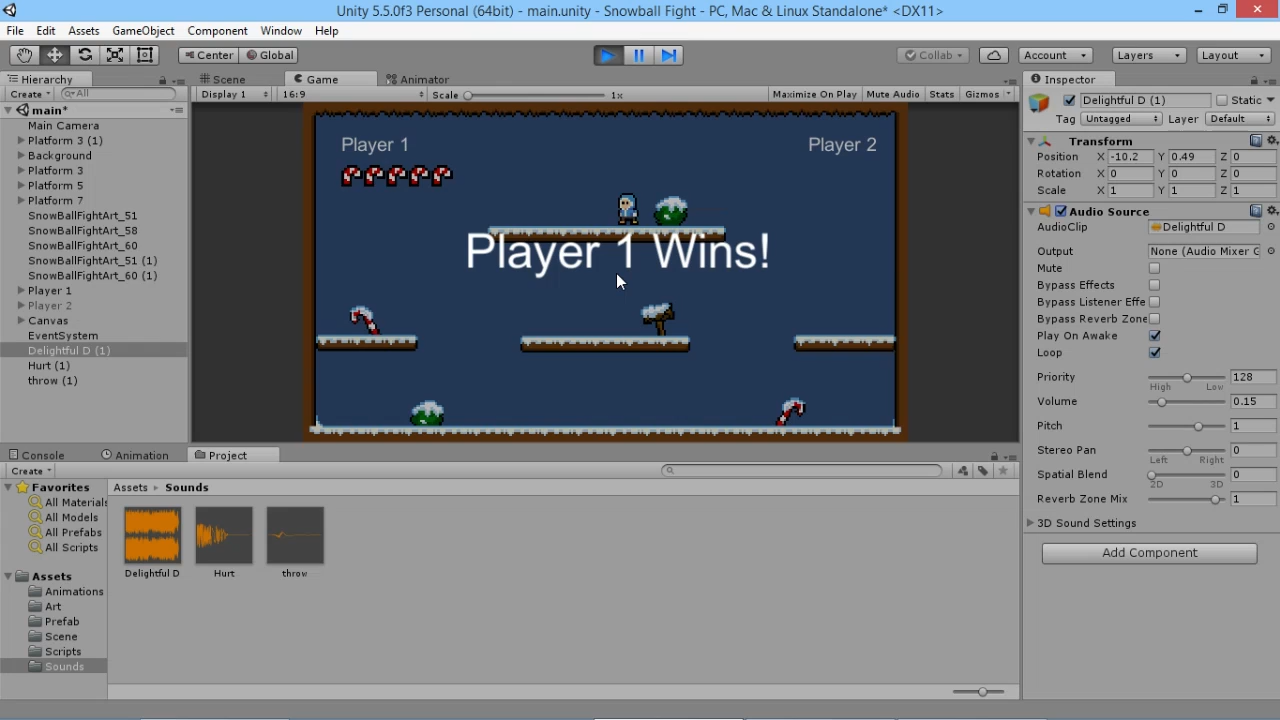 Unity 5.5.0f3 Personal (64bit) - main.unity - Snowball Fight - PC, Mac & Linux Standalone* <DX11>
File Edit Assets GameObject Component Window Help
Center Global Collab Account Layers Layout
Hierarchy
Create All
main*
Main Camera
Platform 3 (1)
Background
Platform 3
Platform 5
Platform 7
SnowBallFightArt_51
SnowBallFightArt_58
SnowBallFightArt_60
SnowBallFightArt_51 (1)
SnowBallFightArt_60 (1)
Player 1
Player 2
Canvas
EventSystem
Delightful D (1)
Hurt (1)
throw (1)
Scene Game Animator
Display 1 16:9 Scale 1x Maximize On Play Mute Audio Stats Gizmos
Player 1 Player 2
Player 1 Wins!
Inspector
Delightful D (1) Static
Tag Untagged Layer Default
Transform
Position X -10.2 Y 0.49 Z 0
Rotation X 0 Y 0 Z 0
Scale X 1 Y 1 Z 1
Audio Source
AudioClip Delightful D
Output None (Audio Mixer G
Mute
Bypass Effects
Bypass Listener Effe
Bypass Reverb Zone
Play On Awake
Loop
Priority 128
High Low
Volume 0.15
Pitch 1
Stereo Pan 0
Left Right
Spatial Blend 0
2D 3D
Reverb Zone Mix 1
3D Sound Settings
Add Component
Console Animation Project
Create
Favorites
All Materials
All Models
All Prefabs
All Scripts
Assets
Animations
Art
Prefab
Scene
Scripts
Sounds
Assets Sounds
Delightful D Hurt throw